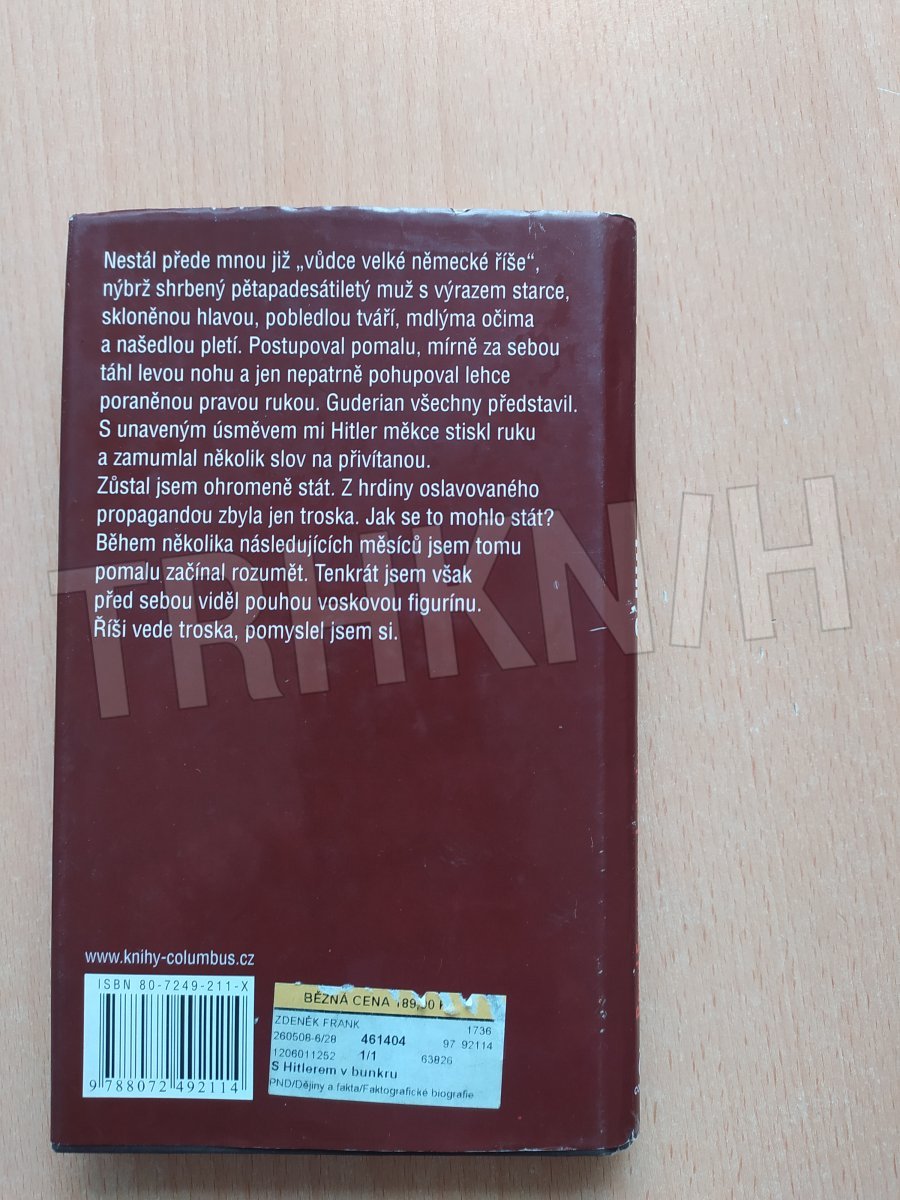 Nestál přede mnou již „vůdce velké německé říše“,
nýbrž shrbený pětapadesátiletý muž s výrazem starce,
skloněnou hlavou, pobledlou tváří, mdlýma očima
a našedlou pletí. Postupoval pomalu, mírně za sebou
táhl levou nohu a jen nepatrně pohupoval lehce
poraněnou pravou rukou. Guderian všechny představil.
S unaveným úsměvem mi Hitler měkce stiskl ruku
a zamumlal několik slov na přivítanou.
Zůstal jsem ohromeně stát. Z hrdiny oslavovaného
propagandou zbyla jen troska. Jak se to mohlo stát?
Během několika následujících měsíců jsem tomu
pomalu začínal rozumět. Tenkrát jsem však
před sebou viděl pouhou voskovou figurínu.
Říši vede troska, pomyslel jsem si.
TRHKNIH
www.knihy-columbus.cz
ISBN 80-7249-211-X
9 788072 492114
BĚŽNÁ CENA 189,00
ZDENĚK FRANK 1736
260508-6/28 461404 97 92114
1206011252 1/1 63826
S Hitlerem v bunkru
PND/Dějiny a fakta/Faktografické biografie